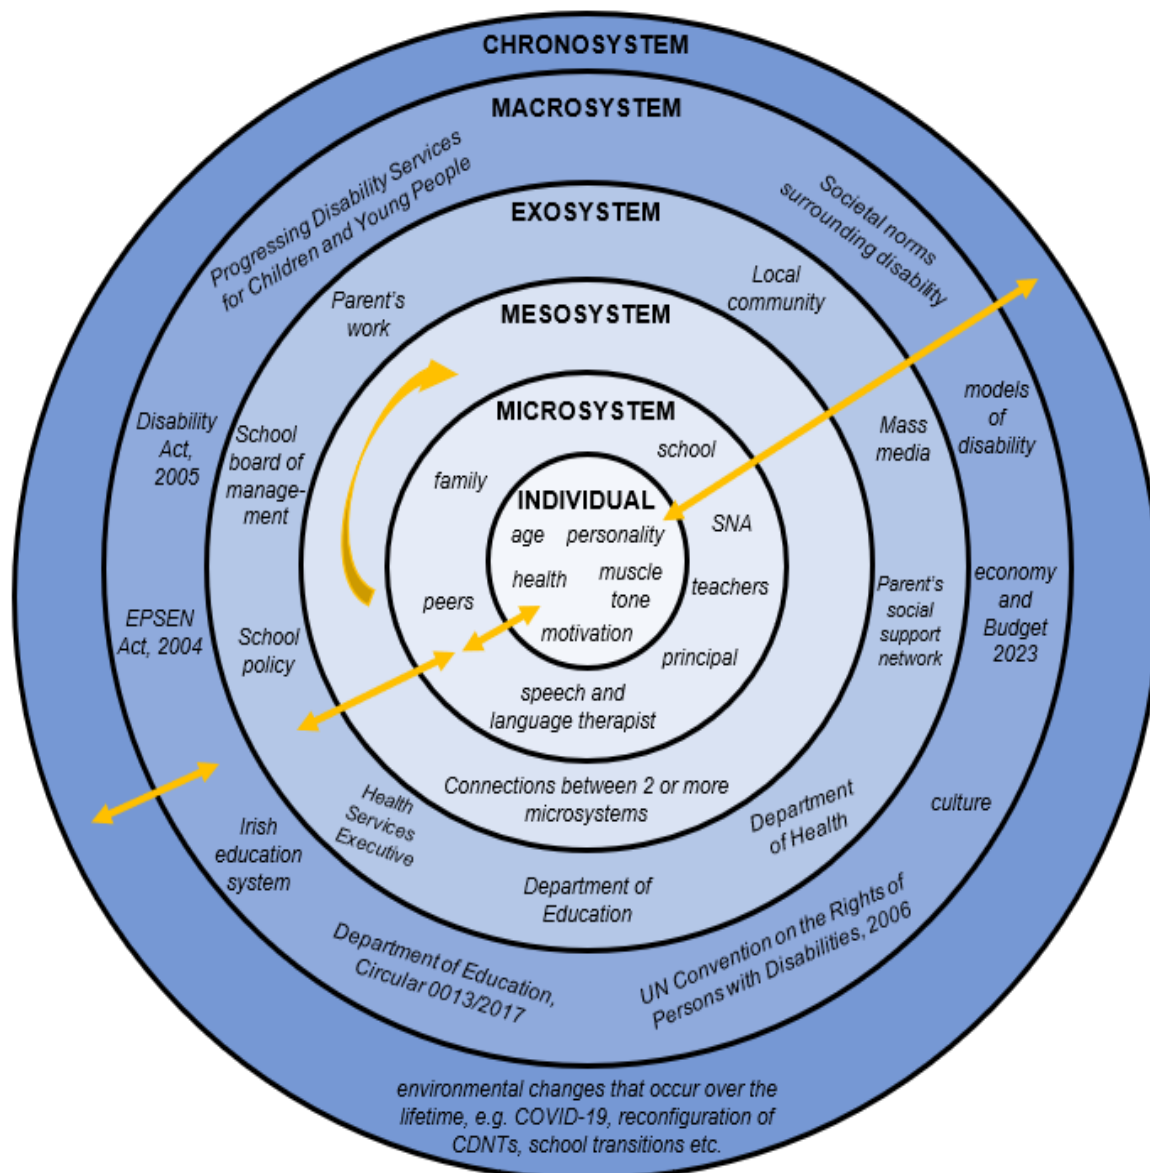 CHRONOSYSTEM
MACROSYSTEM
Progressing Disability Services
for Children and Young People
Societal norms
surrounding disability
Disability
Act,
2005
models
of
disability
EPSEN
Act, 2004
economy
and
Budget
2023
Irish
education
system
culture
Department of Education,
Circular 0013/2017
UN Convention on the Rights of
Persons with Disabilities, 2006
EXOSYSTEM
Parent's
work
Local
community
School
board of
manage-
ment
Mass
media
School
policy
Parent's
social
support
network
Health
Services
Executive
Department
of Health
Department of
Education
MESOSYSTEM
Connections between 2 or more
microsystems
MICROSYSTEM
family
school
SNA
peers
teachers
principal
speech and
language therapist
INDIVIDUAL
age personality
health
muscle
tone
motivation
environmental changes that occur over the
lifetime, e.g. COVID-19, reconfiguration of
CDNTs, school transitions etc.